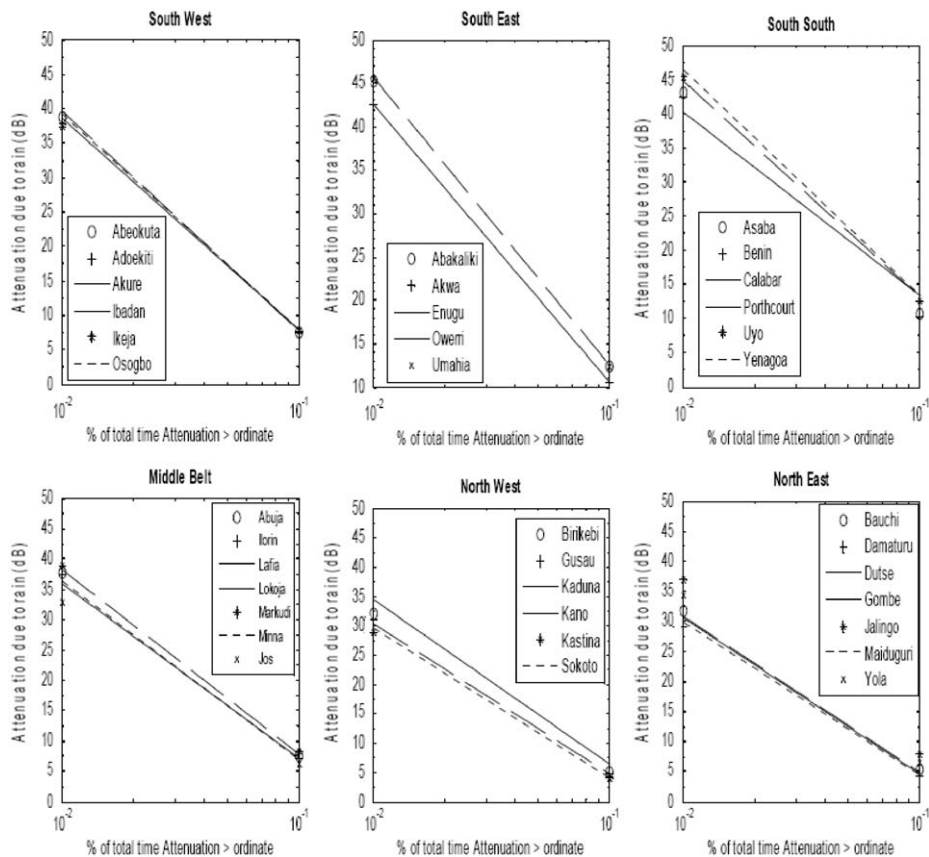 South West
50
45
40
35
30
25
20
15
10
5
0
Attenuation due to rain (dB)
Abeokuta
Adoekiti
Akure
Ibadan
Ikeja
Osogbo
10-2
10-1
% of total time Attenuation > ordinate
South East
50
45
40
35
30
25
20
15
10
Attenuation due to rain (dB)
Abakaliki
Akwa
Enugu
Owerri
Umahia
10-2
10-1
% of total time Attenuation > ordinate
South South
50
45
40
35
30
25
20
15
10
5
0
Attenuation due to rain (dB)
Asaba
Benin
Calabar
Porthcourt
Uyo
Yenagoa
10-2
10-1
% of total time Attenuation > ordinate
Middle Belt
50
45
40
35
30
25
20
15
10
5
0
Attenuation due to rain (dB)
Abuja
Ilorin
Lafia
Lokoja
Markudi
Minna
Jos
10-2
10-1
% of total time Attenuation > ordinate
North West
50
45
40
35
30
25
20
15
10
5
0
Attenuation due to rain (dB)
Birikebi
Gusau
Kaduna
Kano
Kastina
Sokoto
10-2
10-1
% of total time Attenuation > ordinate
North East
50
45
40
35
30
25
20
15
10
5
0
Attenuation due to rain (dB)
Bauchi
Damaturu
Dutse
Gombe
Jalingo
Maiduguri
Yola
10-2
10-1
% of total time Attenuation > ordinate